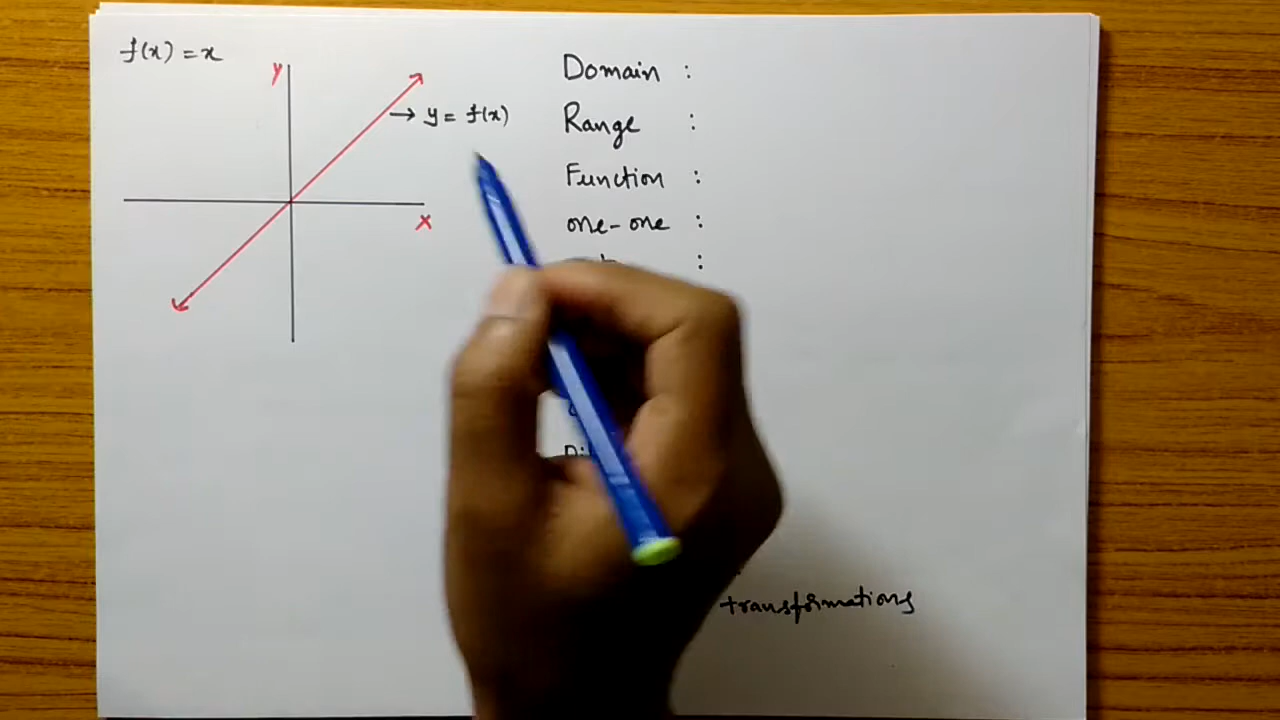 f(x) = x
y
→ y = f(x)
x
Domain :
Range :
Function :
one-one :
:
transformations